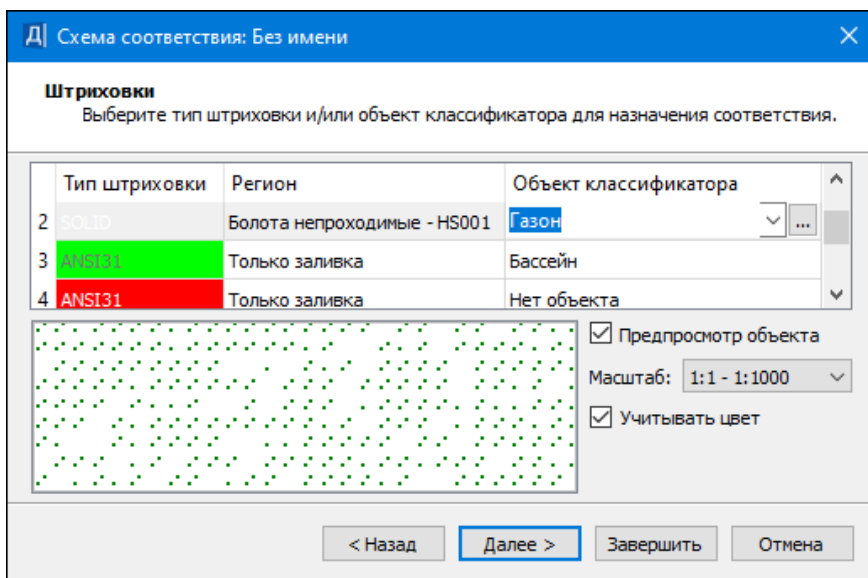 Д| Схема соответствия: Без имени
Штриховки
Выберите тип штриховки и/или объект классификатора для назначения соответствия.
Тип штриховки Регион Объект классификатора
2 SOLID Болота непроходимые - HS001 Газон ...
3 ANSI31 Только заливка Бассейн
4 ANSI31 Только заливка Нет объекта
Предпросмотр объекта
Масштаб: 1:1 - 1:1000
Учитывать цвет
< Назад Далее > Завершить Отмена